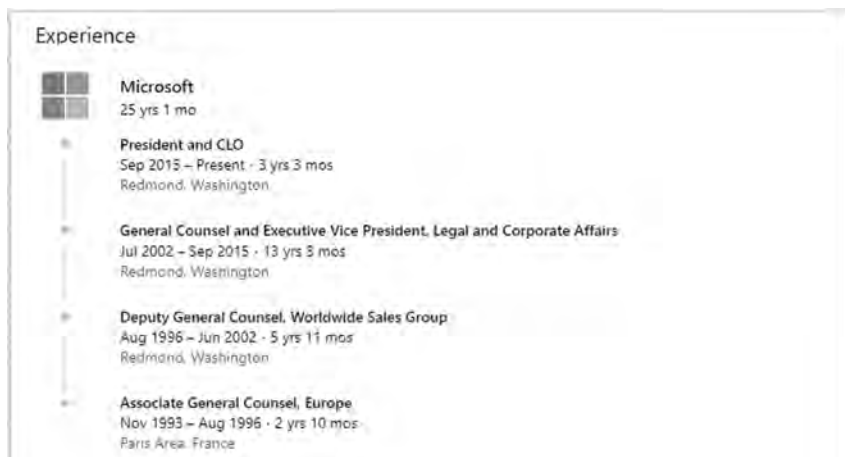 Experience
Microsoft
25 yrs 1 mo
President and CLO
Sep 2015 – Present · 3 yrs 3 mos
Redmond, Washington
General Counsel and Executive Vice President, Legal and Corporate Affairs
Jul 2002 – Sep 2015 · 13 yrs 3 mos
Redmond, Washington
Deputy General Counsel, Worldwide Sales Group
Aug 1996 – Jun 2002 · 5 yrs 11 mos
Redmond, Washington
Associate General Counsel, Europe
Nov 1993 – Aug 1996 · 2 yrs 10 mos
Paris Area, France